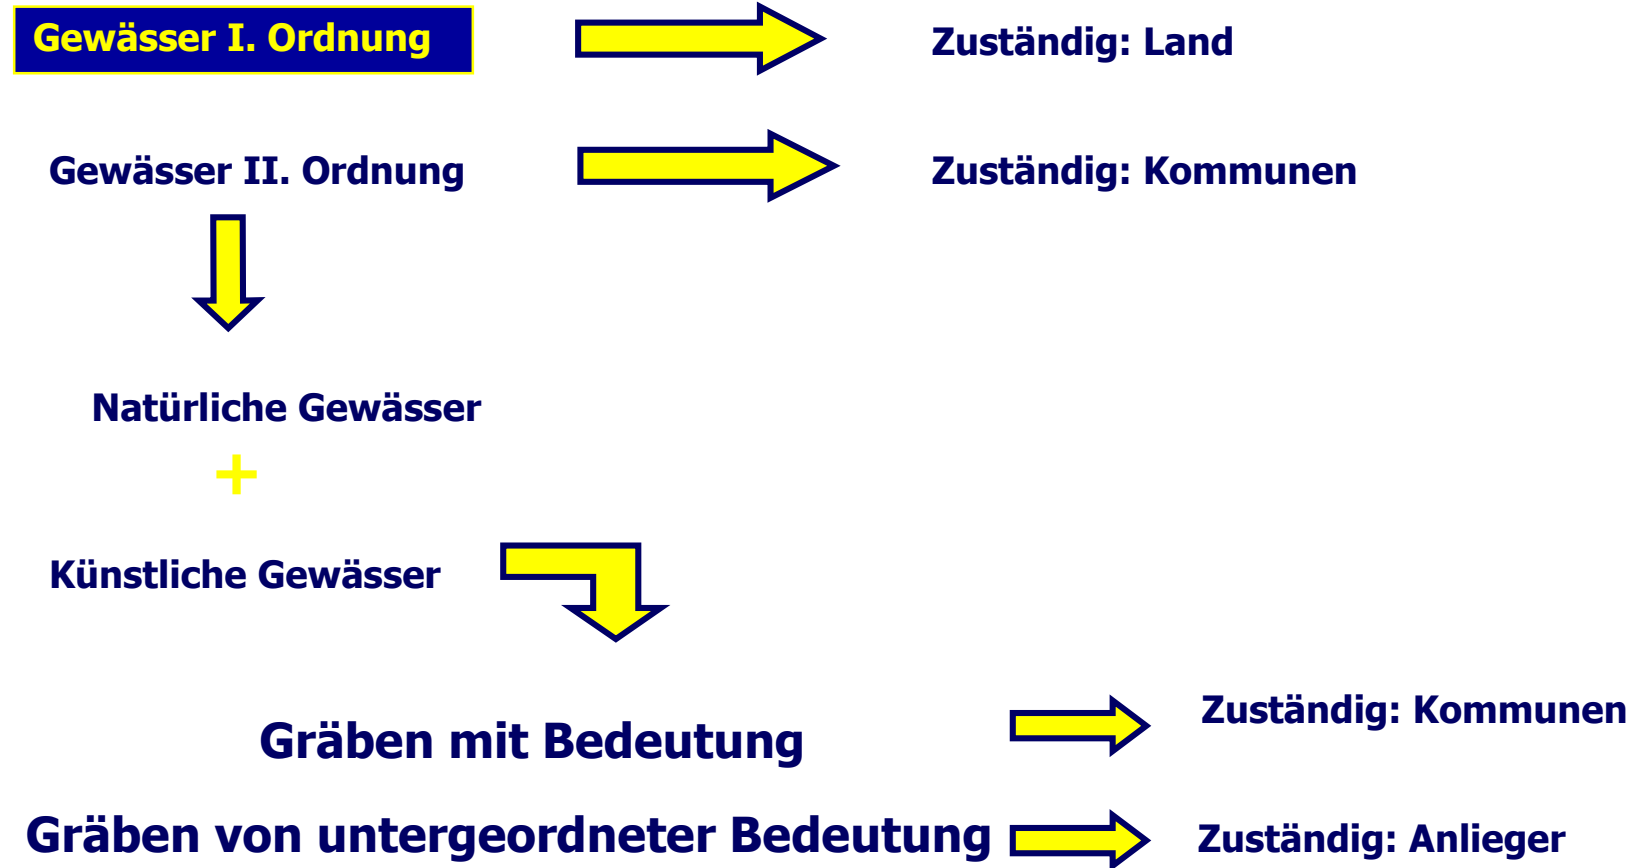 Gewässer I. Ordnung
Zuständig: Land
Gewässer II. Ordnung
Zuständig: Kommunen
Natürliche Gewässer
+
Künstliche Gewässer
Gräben mit Bedeutung
Zuständig: Kommunen
Gräben von untergeordneter Bedeutung
Zuständig: Anlieger